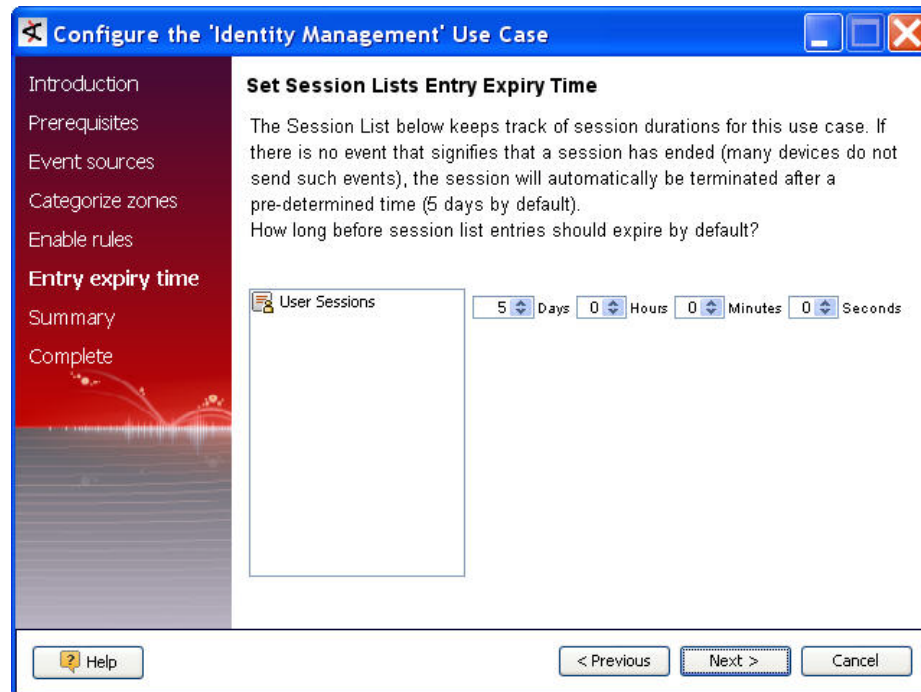 Configure the 'Identity Management' Use Case
Introduction
Prerequisites
Event sources
Categorize zones
Enable rules
Entry expiry time
Summary
Complete
Set Session Lists Entry Expiry Time
The Session List below keeps track of session durations for this use case. If
there is no event that signifies that a session has ended (many devices do not
send such events), the session will automatically be terminated after a
pre-determined time (5 days by default).
How long before session list entries should expire by default?
User Sessions
5 Days 0 Hours 0 Minutes 0 Seconds
Help
< Previous
Next >
Cancel